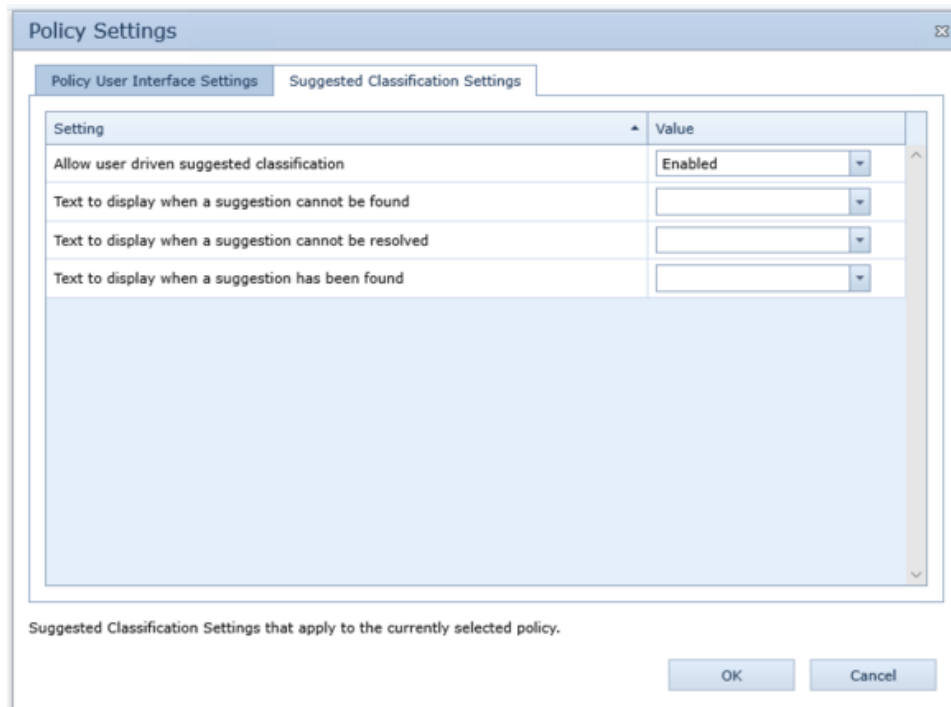 Policy Settings
Policy User Interface Settings
Suggested Classification Settings
Setting
Value
Allow user driven suggested classification
Enabled
Text to display when a suggestion cannot be found
Text to display when a suggestion cannot be resolved
Text to display when a suggestion has been found
Suggested Classification Settings that apply to the currently selected policy.
OK
Cancel